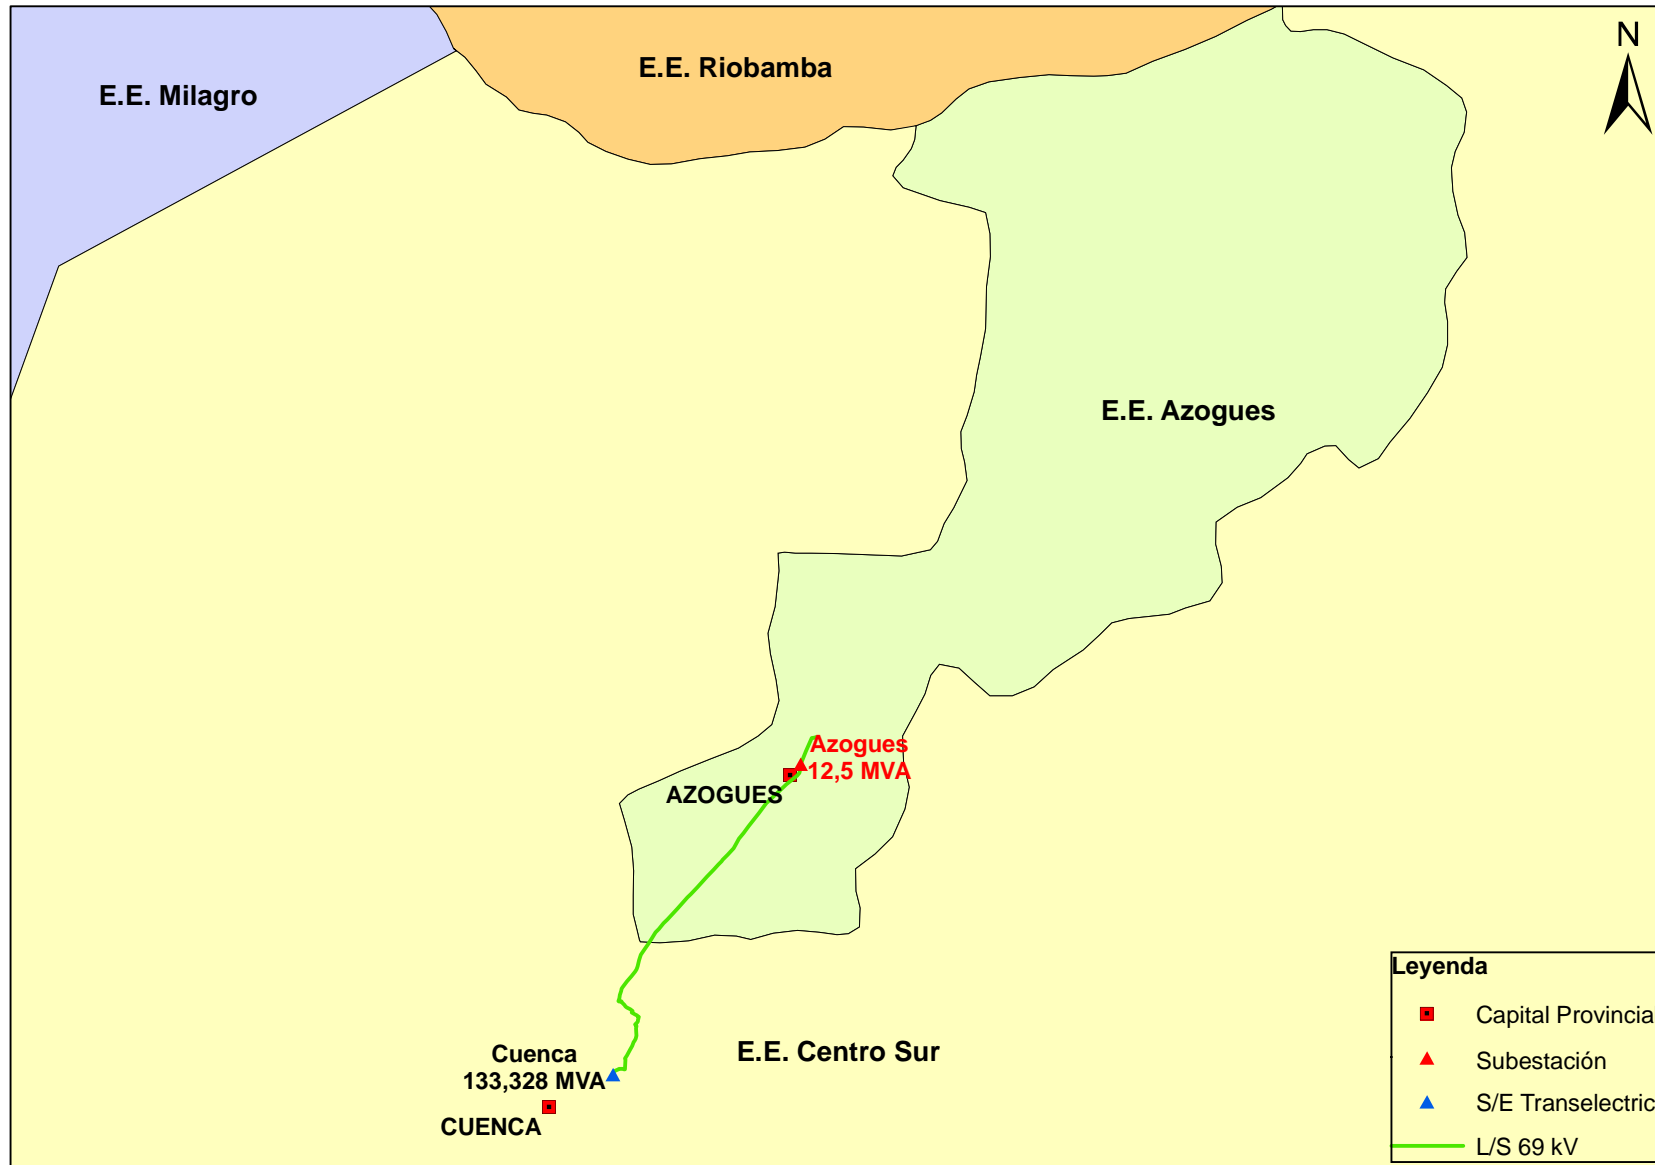 N
E.E. Riobamba
E.E. Milagro
E.E. Azogues
Azogues
12,5 MVA
AZOGUES
E.E. Centro Sur
Cuenca
133,328 MVA
CUENCA
Leyenda
Capital Provincia
Subestación
S/E Transelectric
L/S 69 kV